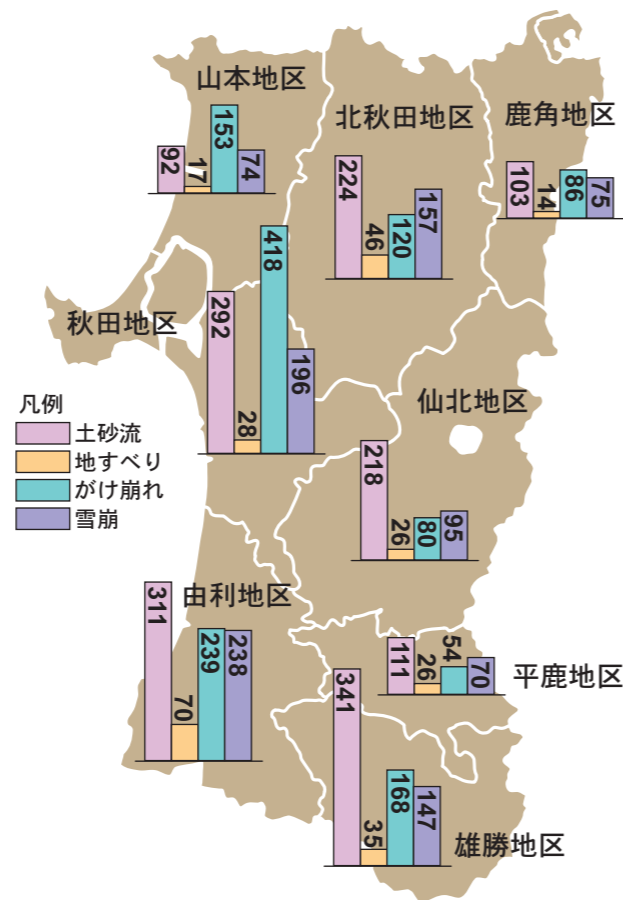 山本地区
92
17
153
74
北秋田地区
224
46
120
157
鹿角地区
103
14
86
75
秋田地区
292
28
418
196
凡例
土砂流
地すべり
がけ崩れ
雪崩
仙北地区
218
26
80
95
由利地区
311
70
239
238
平鹿地区
111
26
54
70
雄勝地区
341
35
168
147